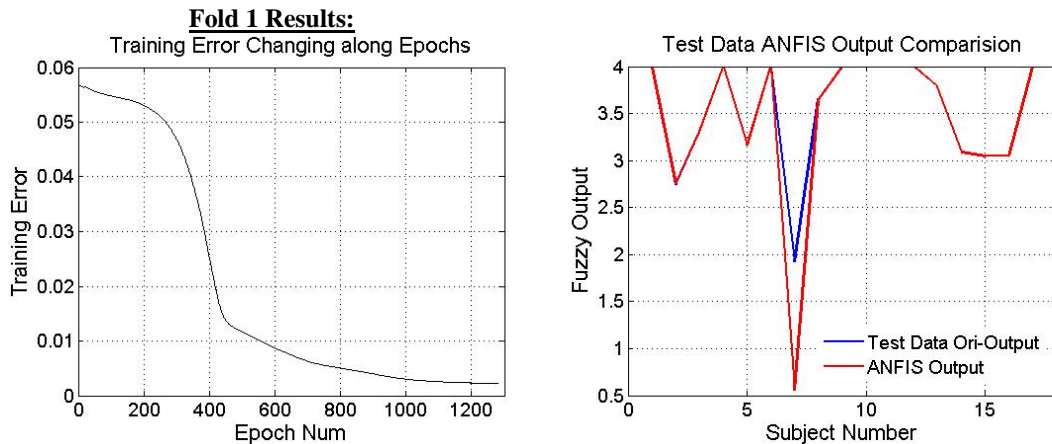 Fold 1 Results:
Training Error Changing along Epochs
0.06
0.05
0.04
0.03
0.02
0.01
0
Training Error
0 200 400 600 800 1000 1200
Epoch Num
Test Data ANFIS Output Comparision
4
3.5
3
2.5
2
1.5
1
0.5
Fuzzy Output
Test Data Ori-Output
ANFIS Output
0 5 10 15
Subject Number